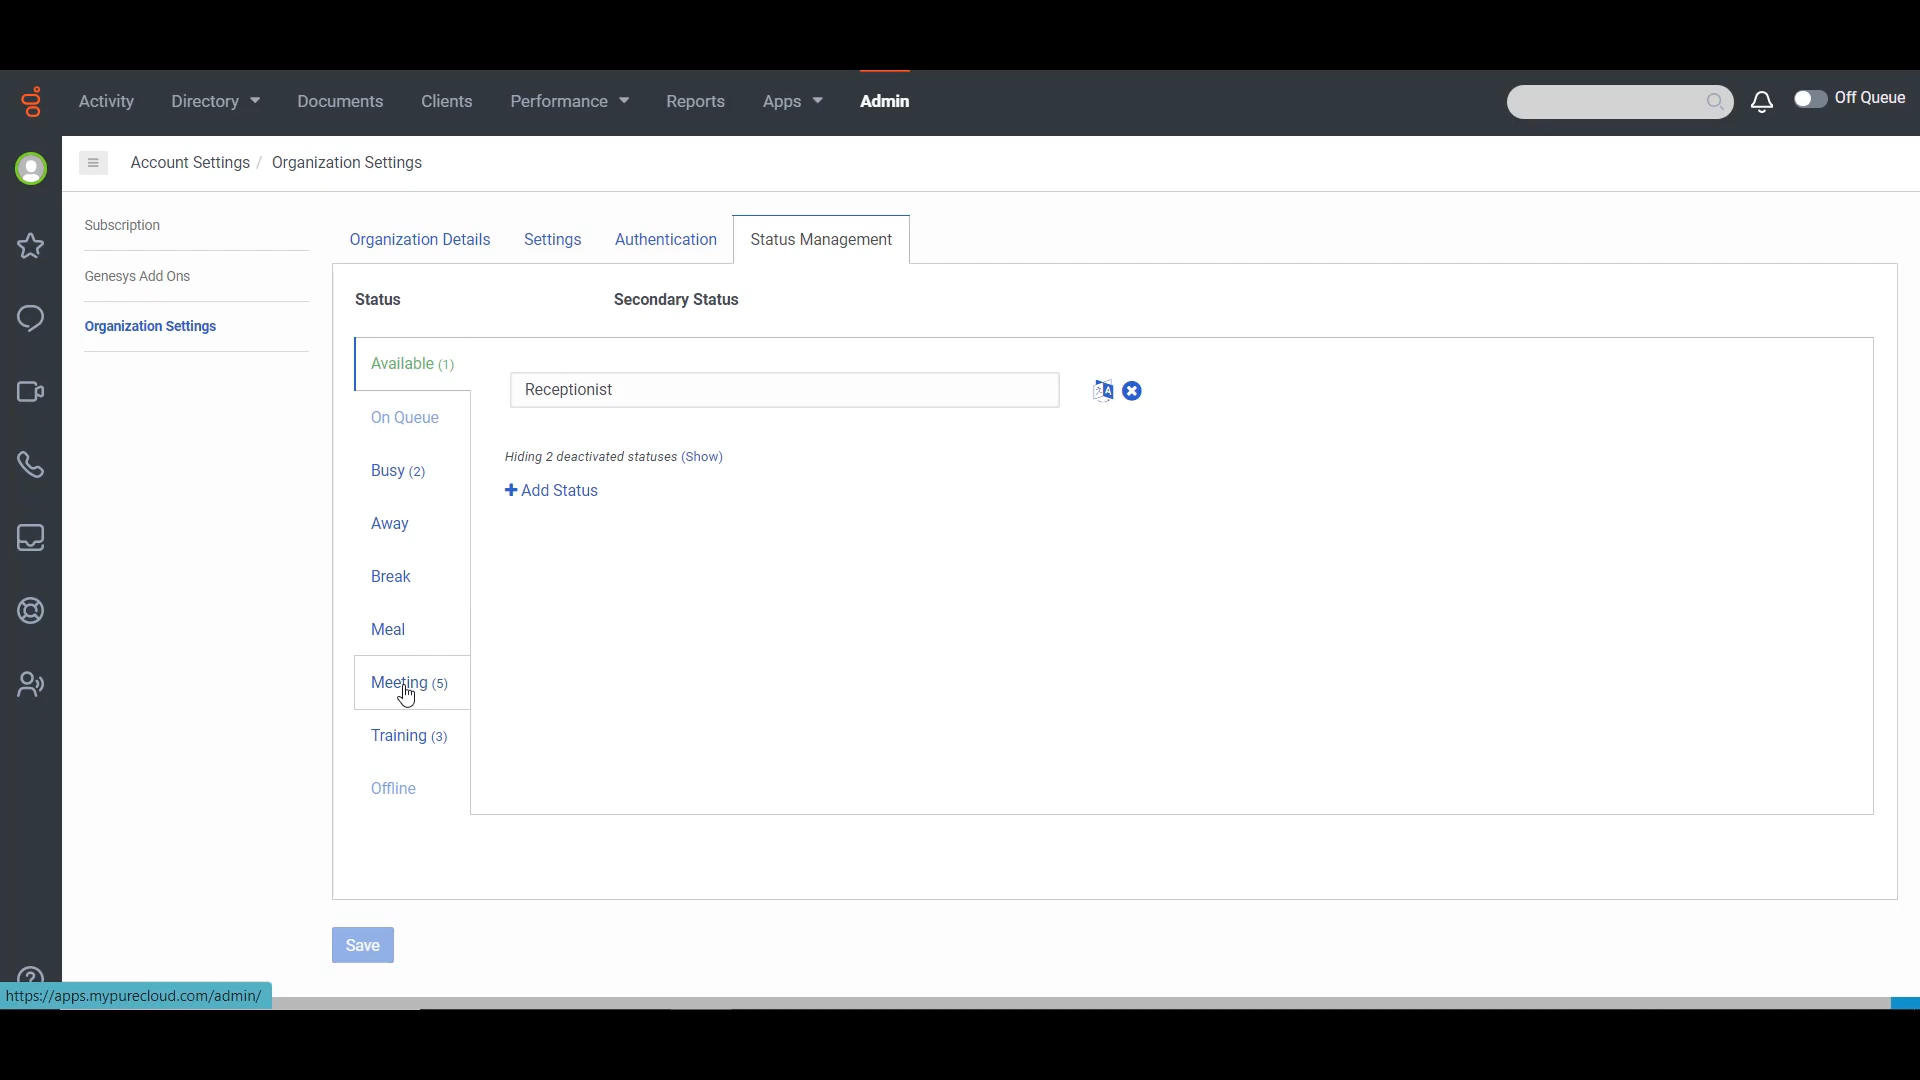 Activity Directory Documents Clients Performance Reports Apps Admin Off Queue
Account Settings / Organization Settings
Subscription
Genesys Add Ons
Organization Settings
Organization Details Settings Authentication Status Management
Status Secondary Status
Available (1)
Receptionist
On Queue
Hiding 2 deactivated statuses (Show)
Busy (2)
+ Add Status
Away
Break
Meal
Meeting (5)
Training (3)
Offline
Save
https://apps.mypurecloud.com/admin/